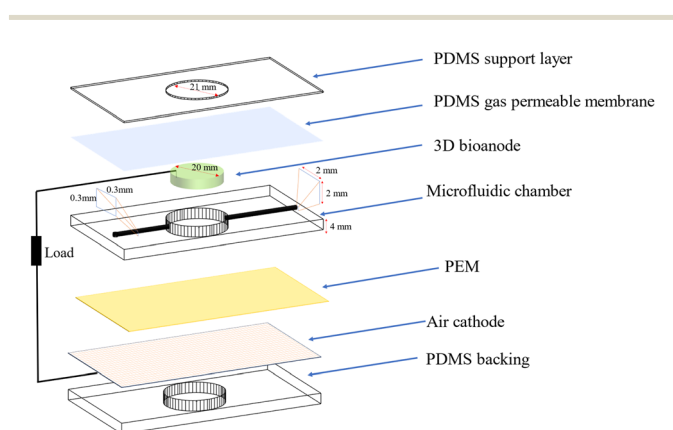 PDMS support layer
21 mm
PDMS gas permeable membrane
3D bioanode
20 mm
2 mm
0.3mm
Microfluidic chamber
2 mm
0.3mm
4 mm
Load
PEM
Air cathode
PDMS backing